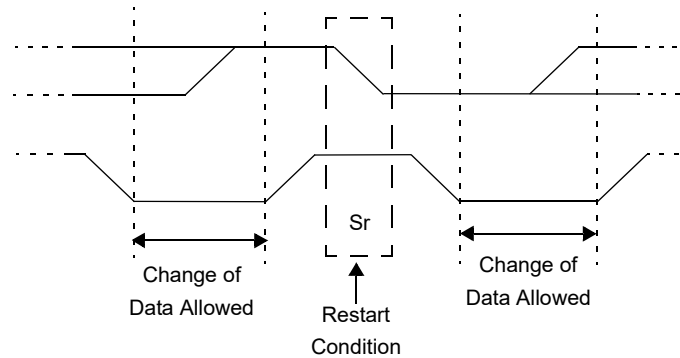 Sr
Change of
Data Allowed
Restart
Condition
Change of
Data Allowed